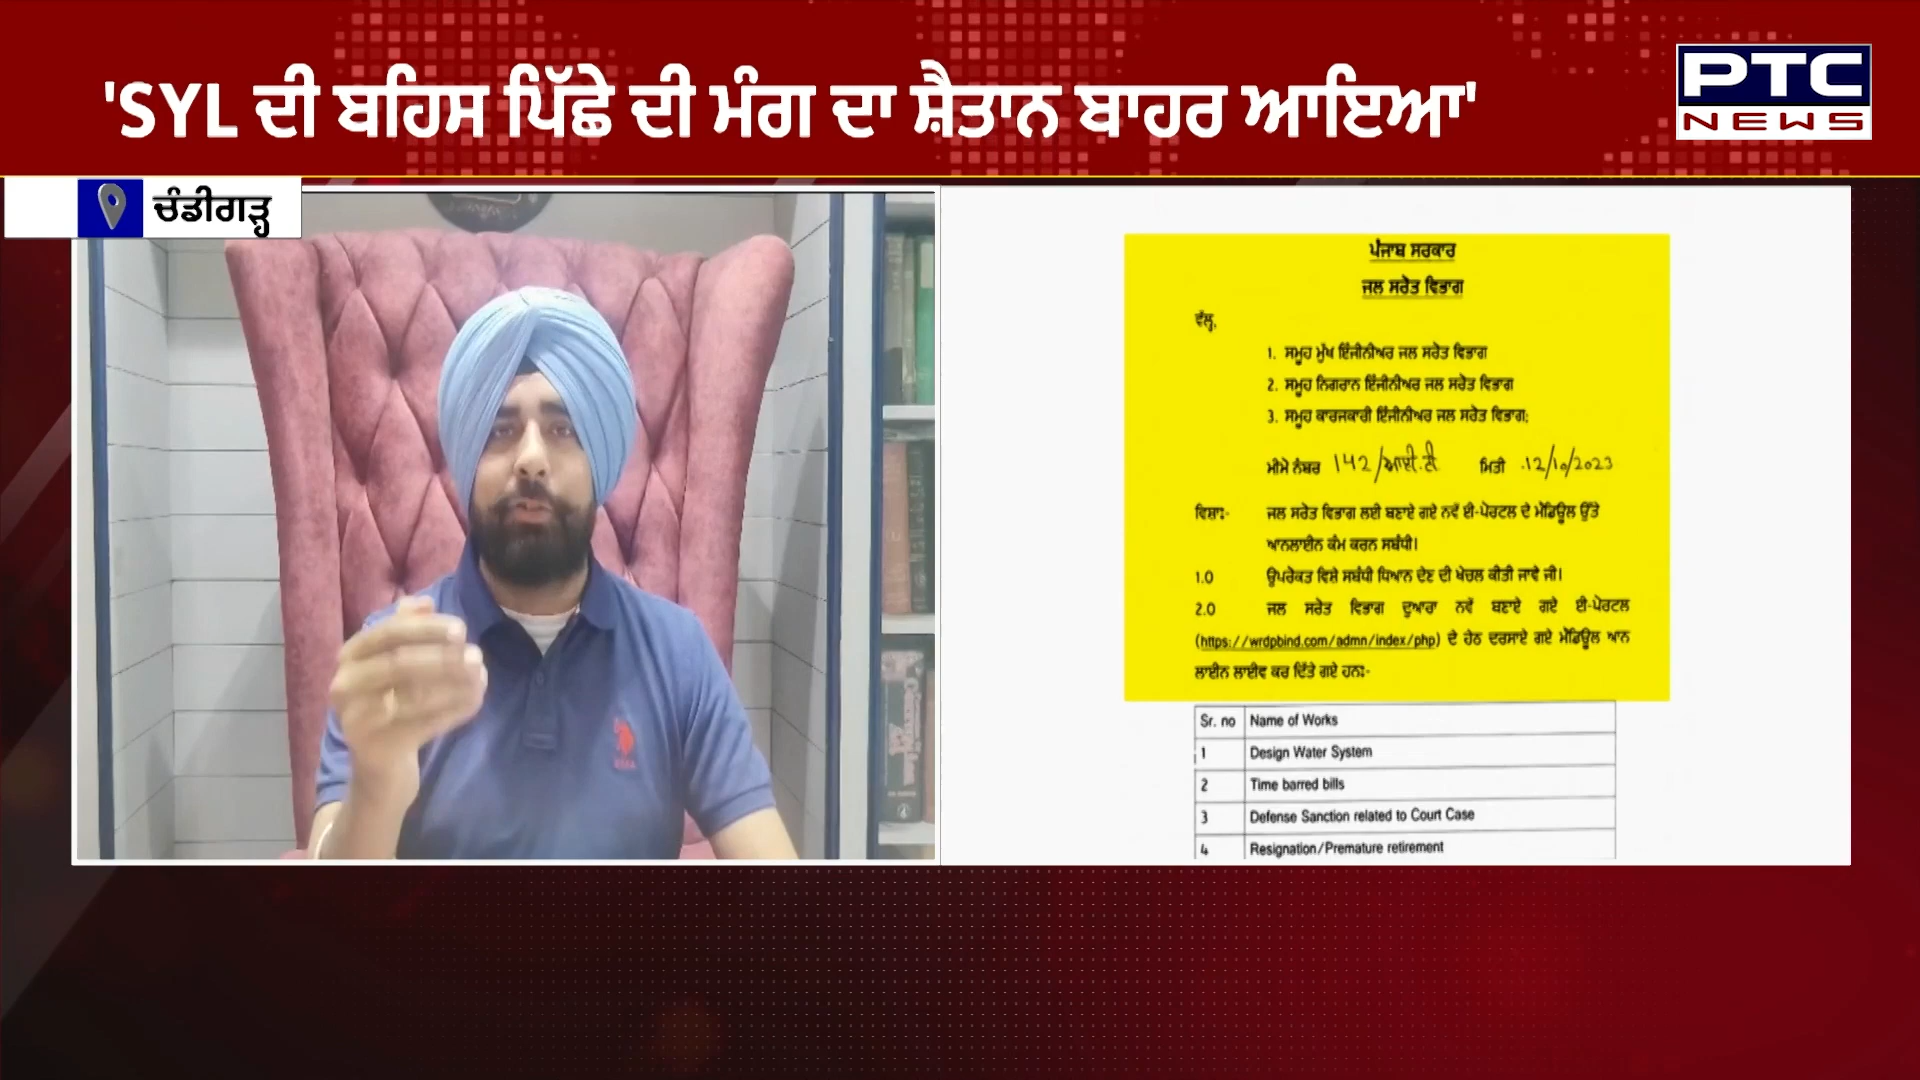 'SYL ਦੀ ਬਹਿਸ ਪਿੱਛੇ ਦੀ ਮੰਗ ਦਾ ਸ਼ੈਤਾਨ ਬਾਹਰ ਆਇਆ'
PTC
NEWS
ਚੰਡੀਗੜ੍ਹ
ਪੰਜਾਬ ਸਰਕਾਰ
ਜਲ ਸਰੋਤ ਵਿਭਾਗ
ਵੱਲ੍ਹ,
1. ਸਮੂਹ ਮੁੱਖ ਇੰਜੀਨੀਅਰ ਜਲ ਸਰੋਤ ਵਿਭਾਗ
2. ਸਮੂਹ ਨਿਗਰਾਨ ਇੰਜੀਨੀਅਰ ਜਲ ਸਰੋਤ ਵਿਭਾਗ
3. ਸਮੂਹ ਕਾਰਜਕਾਰੀ ਇੰਜੀਨੀਅਰ ਜਲ ਸਰੋਤ ਵਿਭਾਗ;
ਮੀਮੋ ਨੰਬਰ 142/ਆਈ.ਟੀ ਮਿਤੀ .12/10/2023
ਵਿਸ਼ਾ:- ਜਲ ਸਰੋਤ ਵਿਭਾਗ ਲਈ ਬਣਾਏ ਗਏ ਨਵੇਂ ਈ-ਪੋਰਟਲ ਦੇ ਮੋਡਿਊਲ ਉੱਤੇ
ਆਨਲਾਈਨ ਕੰਮ ਕਰਨ ਸਬੰਧੀ।
1.0 ਉਪਰੋਕਤ ਵਿਸ਼ੇ ਸਬੰਧੀ ਧਿਆਨ ਦੇਣ ਦੀ ਖੇਚਲ ਕੀਤੀ ਜਾਵੇ ਜੀ।
2.0 ਜਲ ਸਰੋਤ ਵਿਭਾਗ ਦੁਆਰਾ ਨਵੇਂ ਬਣਾਏ ਗਏ ਈ-ਪੋਰਟਲ
(https://wrdpbind.com/admn/index/php) ਦੇ ਹੇਠ ਦਰਸਾਏ ਗਏ ਮੋਡਿਊਲ ਆਨ
ਲਾਈਨ ਲਾਈਵ ਕਰ ਦਿੱਤੇ ਗਏ ਹਨ:-
Sr. no Name of Works
1 Design Water System
2 Time barred bills
3 Defense Sanction related to Court Case
4 Resignation/Premature retirement